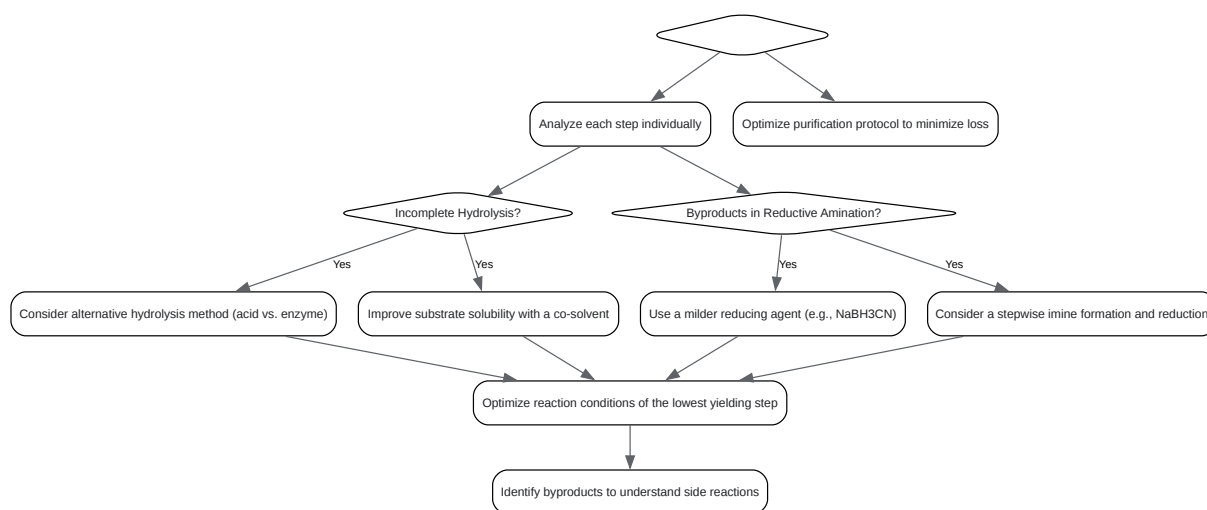 Analyze each step individually
Optimize purification protocol to minimize loss
Incomplete Hydrolysis?
Byproducts in Reductive Amination?
Yes
Yes
Yes
Yes
Consider alternative hydrolysis method (acid vs. enzyme)
Improve substrate solubility with a co-solvent
Use a milder reducing agent (e.g., NaBH3CN)
Consider a stepwise imine formation and reduction
Optimize reaction conditions of the lowest yielding step
Identify byproducts to understand side reactions